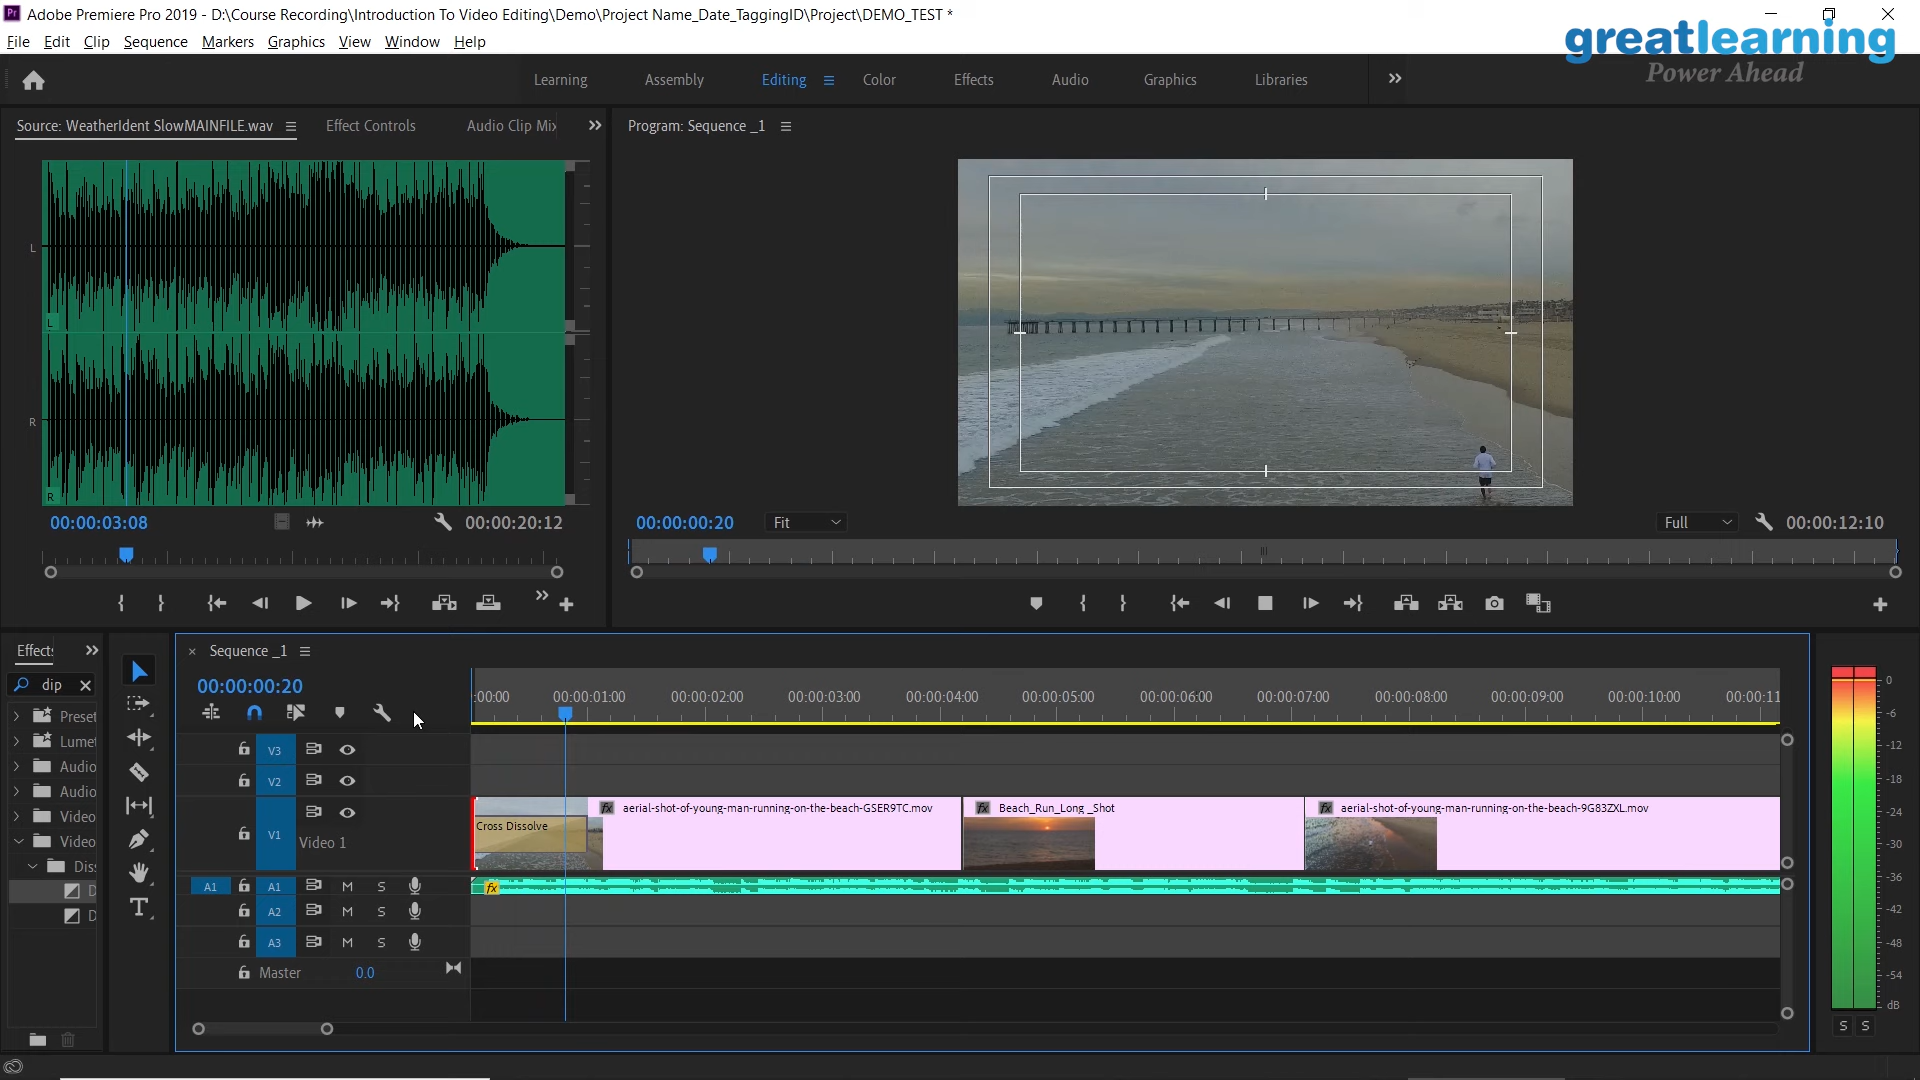 Adobe Premiere Pro 2019 - D:\Course Recording\Introduction To Video Editing\Demo\Project Name_Date_TaggingID\Project\DEMO_TEST *
File Edit Clip Sequence Markers Graphics View Window Help
greatlearning
Power Ahead
Learning Assembly Editing Color Effects Audio Graphics Libraries
Source: WeatherIdent SlowMAINFILE.wav Effect Controls Audio Clip Mix
Program: Sequence _1
L
L
R
R
00:00:03:08 00:00:20:12
00:00:00:20 Fit Full 00:00:12:10
Effects
dip
Preset
Lumet
Audio
Audio
Video
Video
Diss
D
D
T
Sequence _1
00:00:00:20
:00:00 00:00:01:00 00:00:02:00 00:00:03:00 00:00:04:00 00:00:05:00 00:00:06:00 00:00:07:00 00:00:08:00 00:00:09:00 00:00:10:00 00:00:11
V3
V2
V1 Video 1
Cross Dissolve
fx aerial-shot-of-young-man-running-on-the-beach-GSER9TC.mov
fx Beach_Run_Long _Shot
fx aerial-shot-of-young-man-running-on-the-beach-9G83ZXL.mov
A1 A1 M S fx
A2 M S
A3 M S
Master 0.0
0
-6
-12
-18
-24
-30
-36
-42
-48
-54
dB
S S